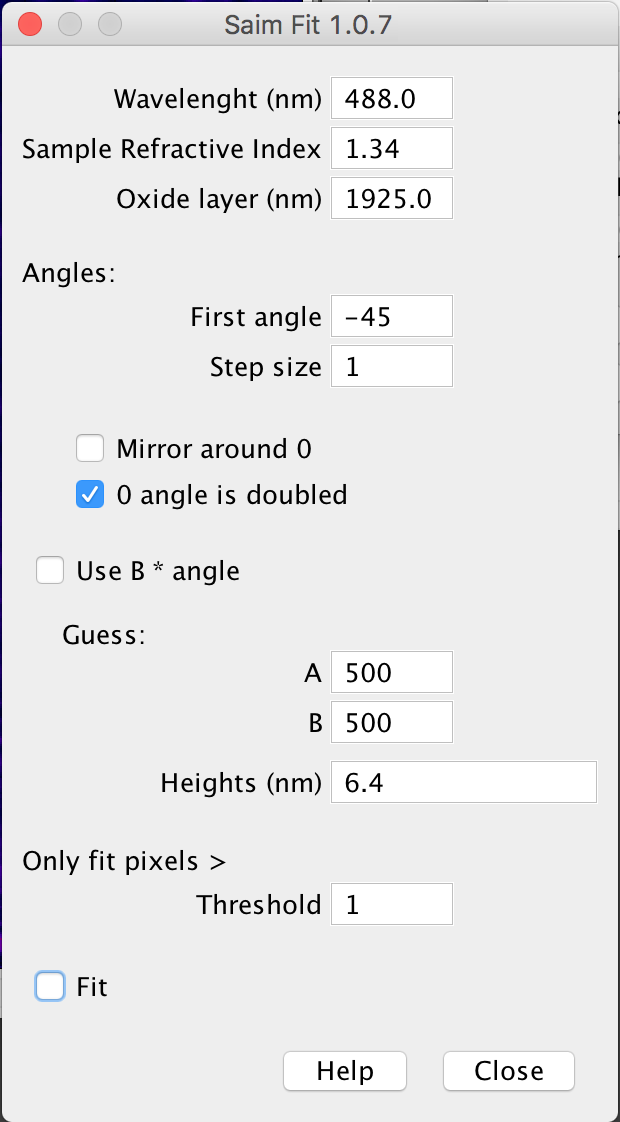 Saim Fit 1.0.7
Wavelenght (nm) 488.0
Sample Refractive Index 1.34
Oxide layer (nm) 1925.0
Angles:
First angle -45
Step size 1
Mirror around 0
0 angle is doubled
Use B * angle
Guess:
A 500
B 500
Heights (nm) 6.4
Only fit pixels >
Threshold 1
Fit
Help Close